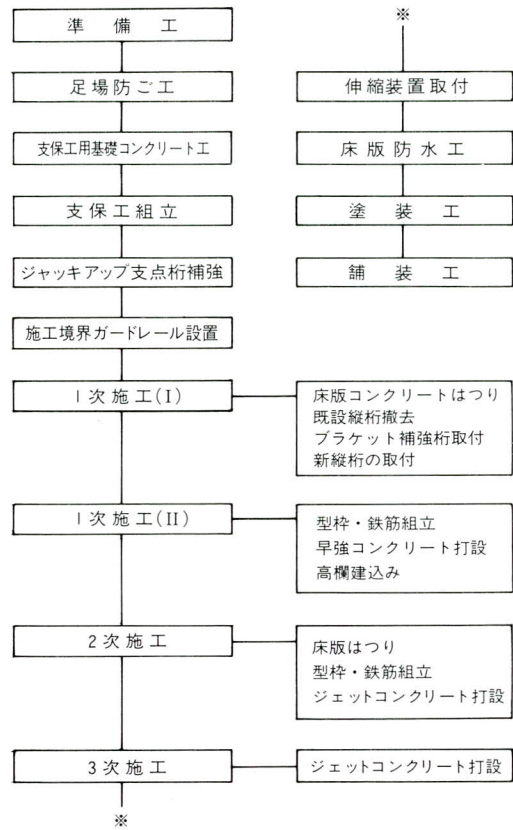 準備工
足場防ご工
支保工用基礎コンクリート工
支保工組立
ジャッキアップ支点桁補強
施工境界ガードレール設置
1次施工(I)
床版コンクリートはつり
既設縦桁撤去
ブラケット補強桁取付
新縦桁の取付
1次施工(II)
型枠・鉄筋組立
早強コンクリート打設
高欄建込み
2次施工
床版はつり
型枠・鉄筋組立
ジェットコンクリート打設
3次施工
ジェットコンクリート打設
※
※
伸縮装置取付
床版防水工
塗装工
舗装工